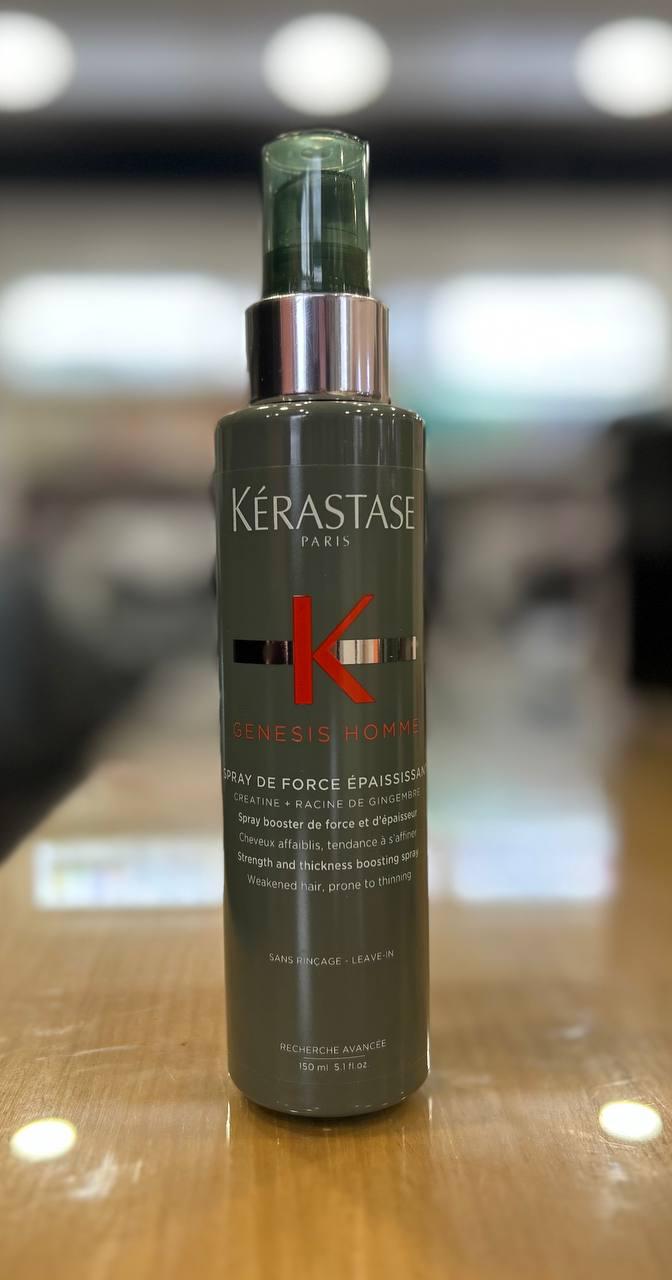 KÉRASTASE
PARIS
K
GENESIS HOMME
SPRAY DE FORCE ÉPAISSISSANT
CREATINE + RACINE DE GINGEMBRE
Spray booster de force et d'épaisseur
Cheveux affaiblis, tendance à s'affiner
Strength and thickness boosting spray
Weakened hair, prone to thinning
SANS RINÇAGE - LEAVE-IN
RECHERCHE AVANCÉE
150 ml 5.1 fl.oz.